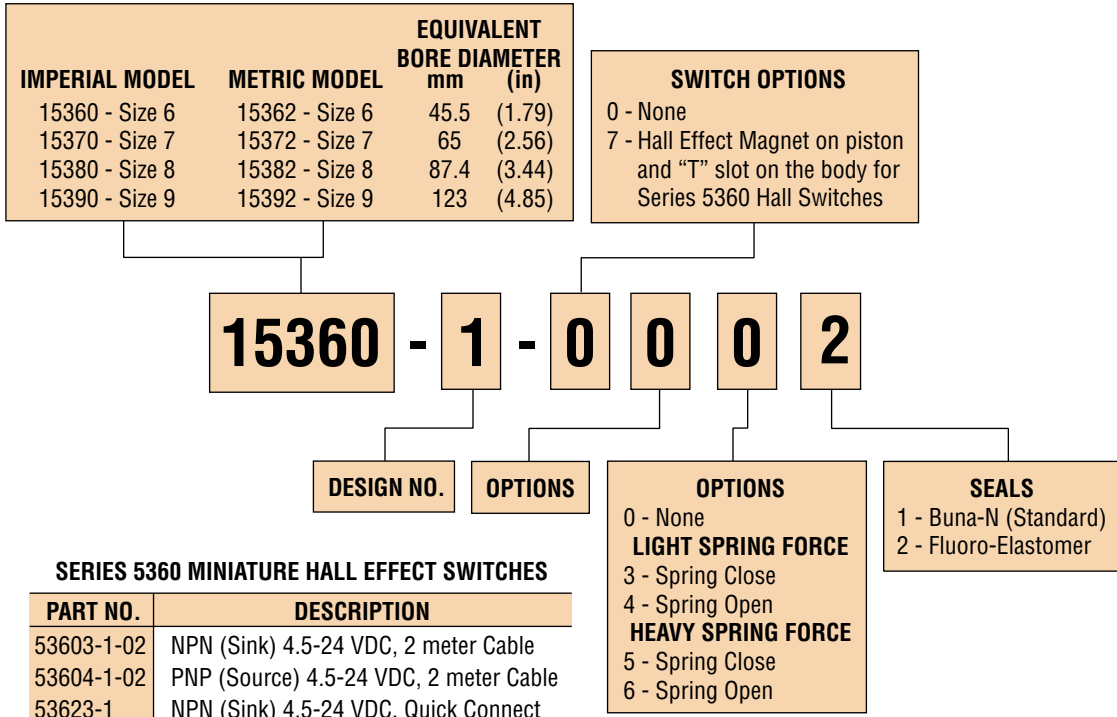 EQUIVALENT
BORE DIAMETER
IMPERIAL MODEL METRIC MODEL mm (in)
15360 - Size 6 15362 - Size 6 45.5 (1.79)
15370 - Size 7 15372 - Size 7 65 (2.56)
15380 - Size 8 15382 - Size 8 87.4 (3.44)
15390 - Size 9 15392 - Size 9 123 (4.85)
SWITCH OPTIONS
0 - None
7 - Hall Effect Magnet on piston
and “T” slot on the body for
Series 5360 Hall Switches
15360 - 1 - 0 0 0 2
DESIGN NO.
OPTIONS
OPTIONS
0 - None
LIGHT SPRING FORCE
3 - Spring Close
4 - Spring Open
HEAVY SPRING FORCE
5 - Spring Close
6 - Spring Open
SEALS
1 - Buna-N (Standard)
2 - Fluoro-Elastomer
SERIES 5360 MINIATURE HALL EFFECT SWITCHES
PART NO. DESCRIPTION
53603-1-02 NPN (Sink) 4.5-24 VDC, 2 meter Cable
53604-1-02 PNP (Source) 4.5-24 VDC, 2 meter Cable
53623-1 NPN (Sink) 4.5-24 VDC, Quick Connect